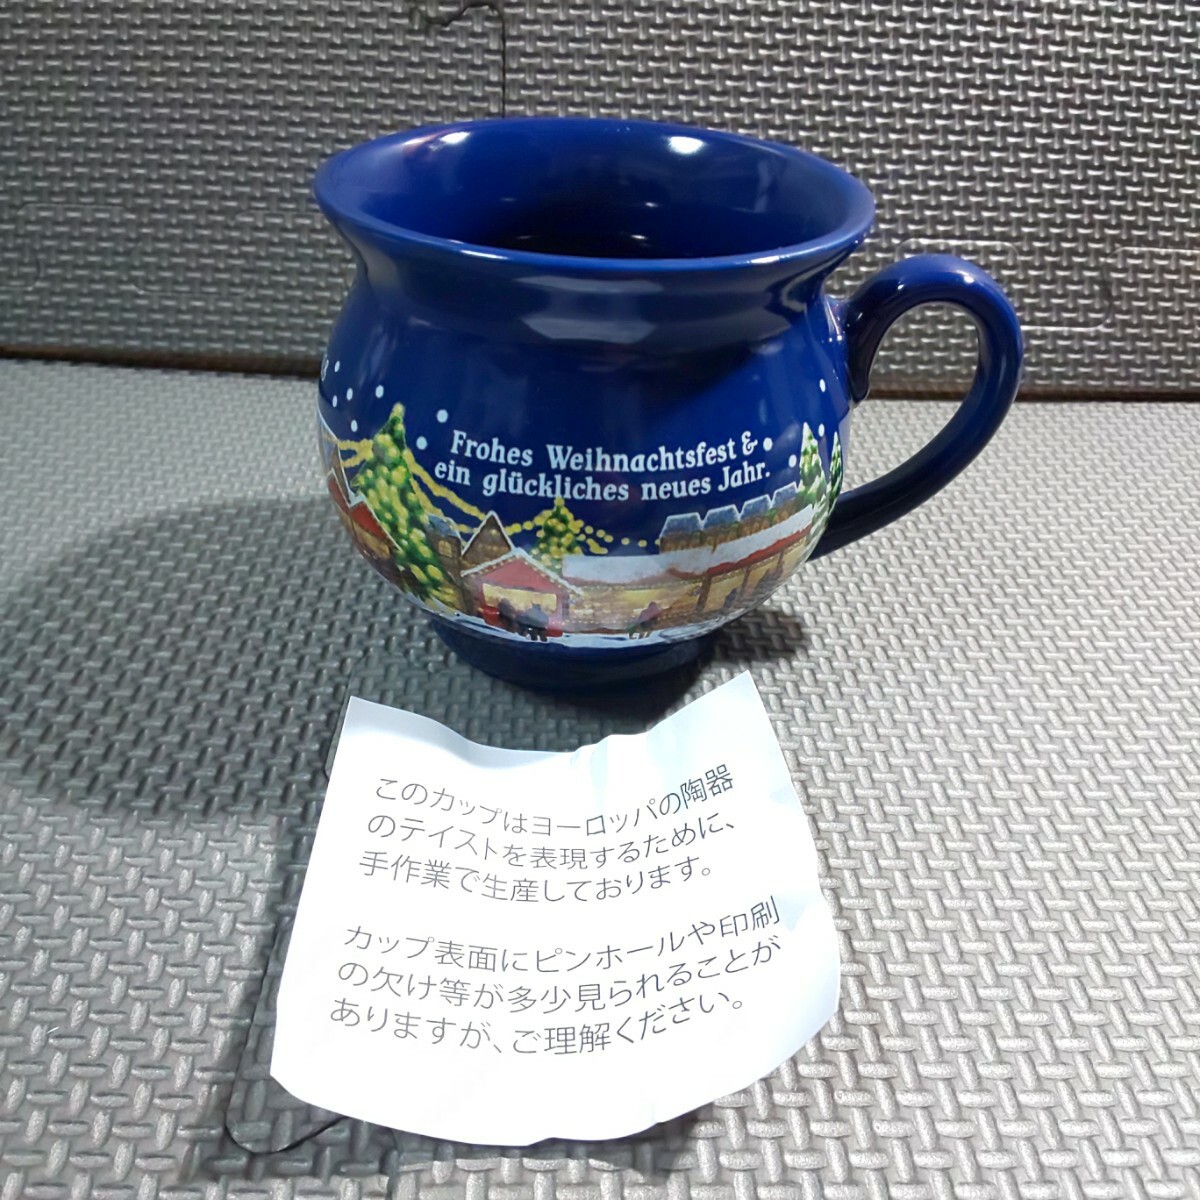 Frohes Weihnachtsfest &
ein glückliches neues Jahr.
このカップはヨーロッパの陶器
のテイストを表現するために、
手作業で生産しております。
カップ表面にピンホールや印刷
の欠け等が多少見られることが
ありますが、ご理解ください。